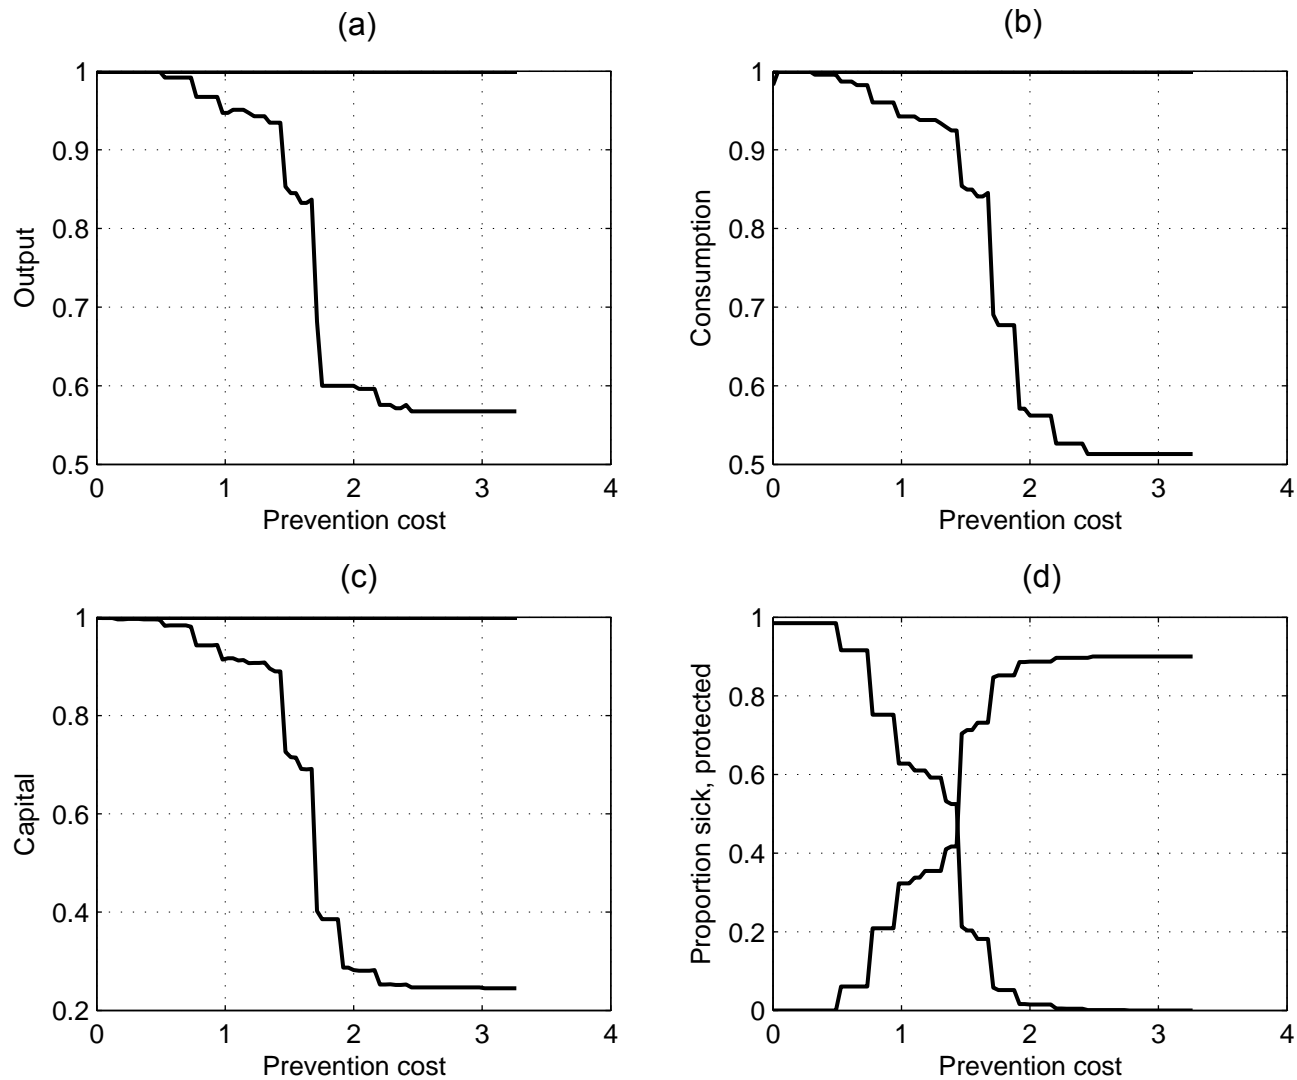 (a)
1
0.9
0.8
0.7
0.6
0.5
Output
0 1 2 3 4
Prevention cost
(b)
1
0.9
0.8
0.7
0.6
0.5
Consumption
0 1 2 3 4
Prevention cost
(c)
1
0.8
0.6
0.4
0.2
Capital
0 1 2 3 4
Prevention cost
(d)
1
0.8
0.6
0.4
0.2
0
Proportion sick, protected
0 1 2 3 4
Prevention cost